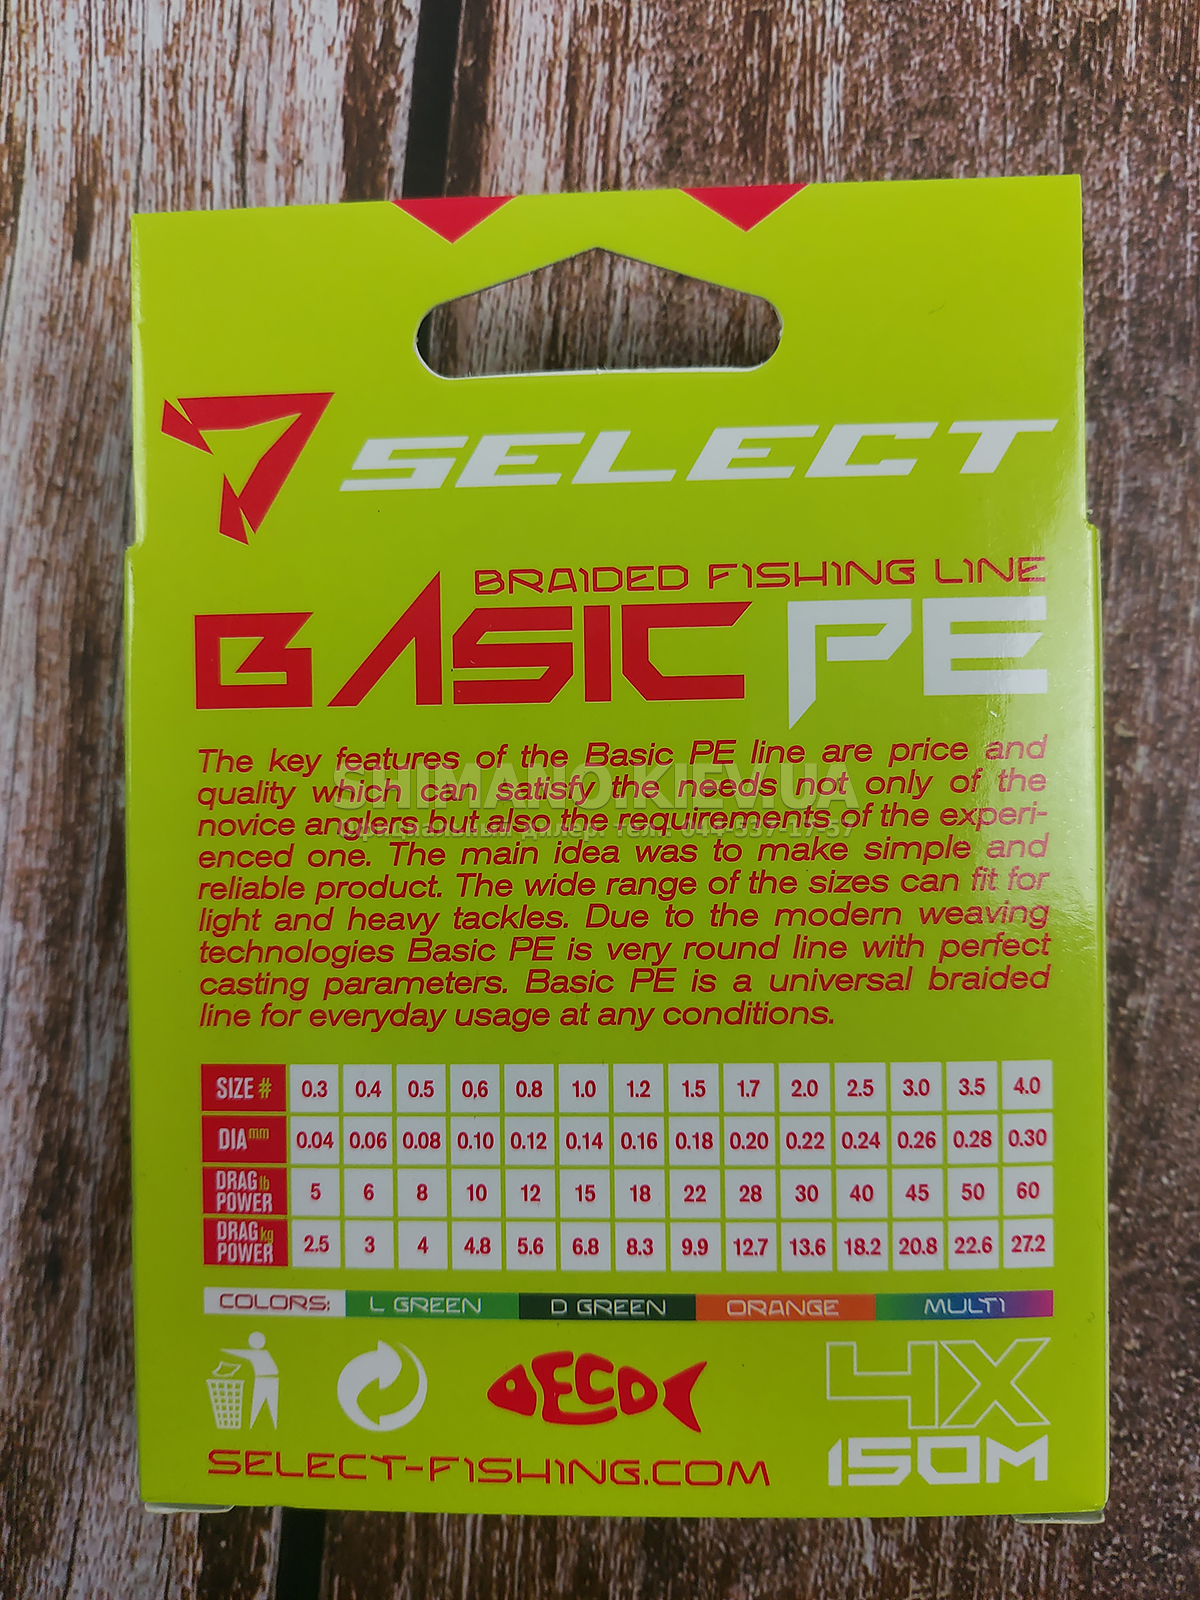 SELECT
BRAIDED FISHING LINE
BASIC PE
The key features of the Basic PE line are price and
quality which can satisfy the needs not only of the
SHIMANO.KIEV.UA
novice anglers but also the requirements of the experi-
официальный дилер тел.: 044-337-17-57
enced one. The main idea was to make simple and
reliable product. The wide range of the sizes can fit for
light and heavy tackles. Due to the modern weaving
technologies Basic PE is very round line with perfect
casting parameters. Basic PE is a universal braided
line for everyday usage at any conditions.
SIZE # 0.3 0.4 0.5 0.6 0.8 1.0 1.2 1.5 1.7 2.0 2.5 3.0 3.5 4.0
DIA mm 0.04 0.06 0.08 0.10 0.12 0.14 0.16 0.18 0.20 0.22 0.24 0.26 0.28 0.30
DRAG lb POWER 5 6 8 10 12 15 18 22 28 30 40 45 50 60
DRAG kg POWER 2.5 3 4 4.8 5.6 6.8 8.3 9.9 12.7 13.6 18.2 20.8 22.6 27.2
COLORS: L GREEN D GREEN ORANGE MULTI
ECO
4X
SELECT-FISHING.COM
150M